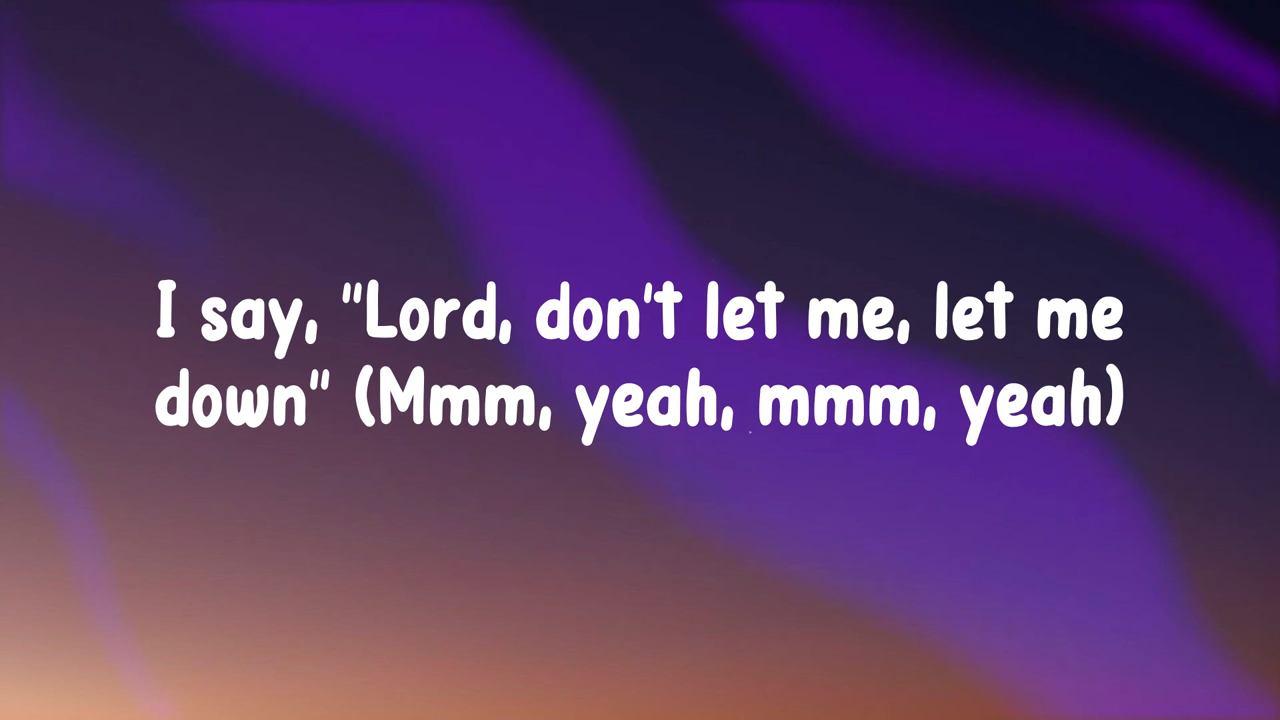 I say, "Lord, don't let me, let me
down" (Mmm, yeah, mmm, yeah)